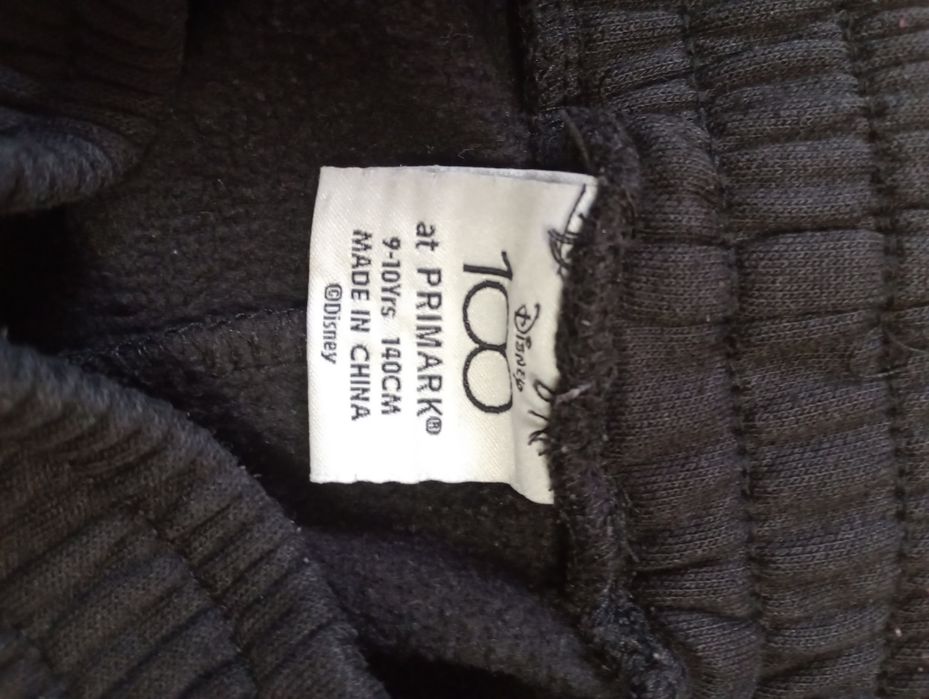 Disney
100
at PRIMARK®
9-10Yrs 140CM
MADE IN CHINA
©Disney